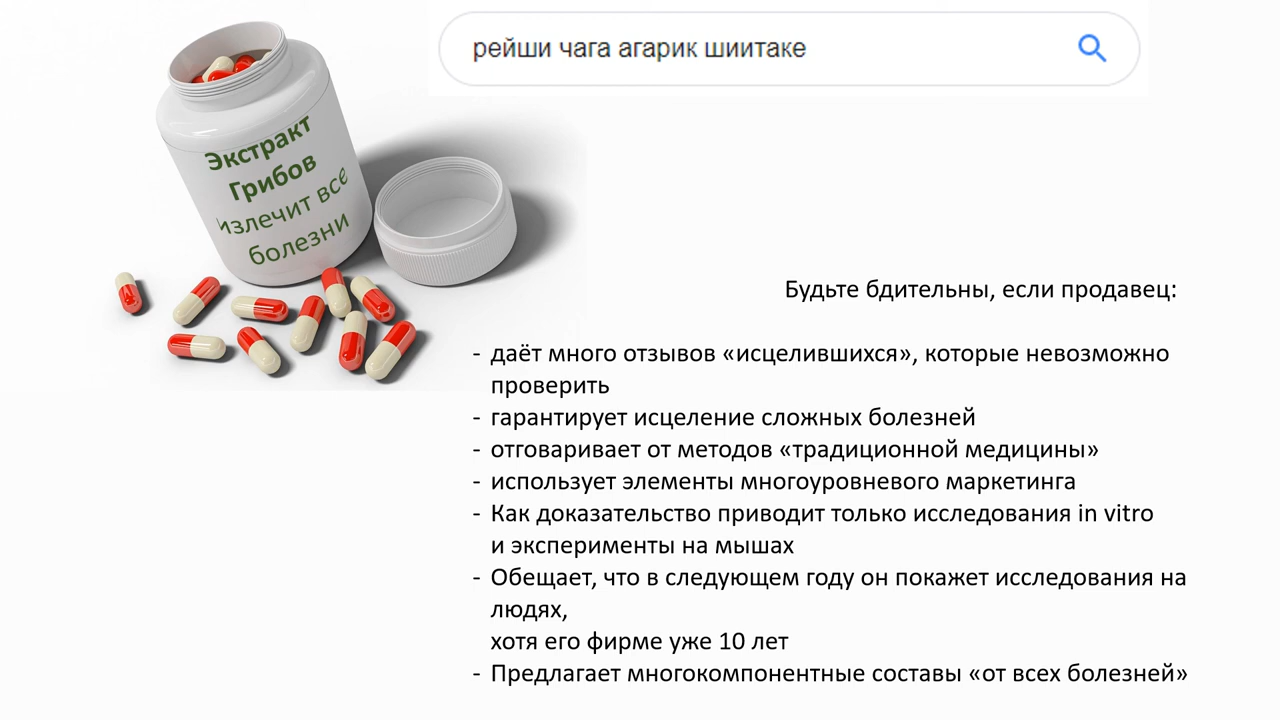 рейши чага агарик шиитаке
Экстракт
Грибов
излечит все
болезни
Будьте бдительны, если продавец:
- даёт много отзывов «исцелившихся», которые невозможно
проверить
- гарантирует исцеление сложных болезней
- отговаривает от методов «традиционной медицины»
- использует элементы многоуровневого маркетинга
- Как доказательство приводит только исследования in vitro
и эксперименты на мышах
- Обещает, что в следующем году он покажет исследования на
людях,
хотя его фирме уже 10 лет
- Предлагает многокомпонентные составы «от всех болезней»